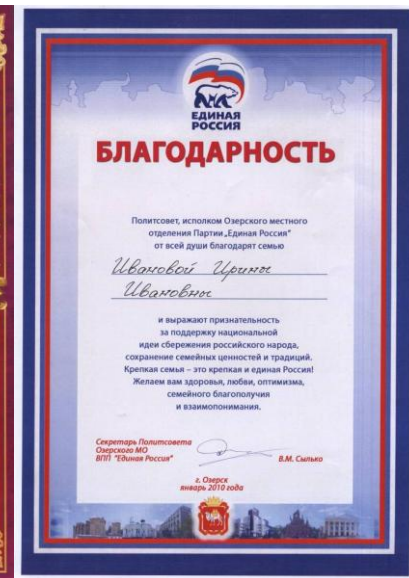 ЕДИНАЯ
РОССИЯ
БЛАГОДАРНОСТЬ
Политсовет, исполком Озерского местного
отделения Партии „Единая Россия"
от всей души благодарят семью
Ивановой Ирины
Ивановны
и выражают признательность
за поддержку национальной
идеи сбережения российского народа,
сохранение семейных ценностей и традиций.
Крепкая семья – это крепкая и единая Россия!
Желаем вам здоровья, любви, оптимизма,
семейного благополучия
и взаимопонимания.
Секретарь Политсовета
Озерского МО
ВПП "Единая Россия"
В.М. Сылько
г. Озерск
январь 2010 года